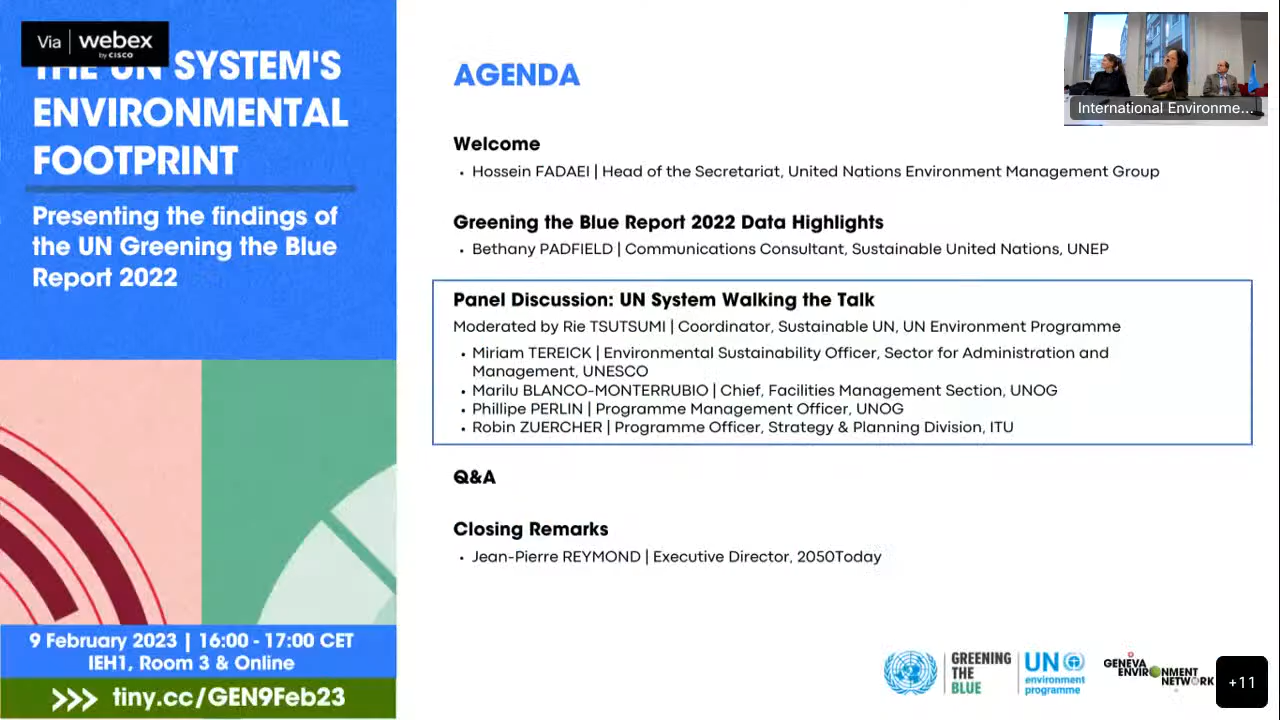 Via webex
by CISCO
THE UN SYSTEM'S
ENVIRONMENTAL
FOOTPRINT
Presenting the findings of
the UN Greening the Blue
Report 2022
9 February 2023 | 16:00 - 17:00 CET
IEH1, Room 3 & Online
>>> tiny.cc/GEN9Feb23
AGENDA
Welcome
• Hossein FADAEI | Head of the Secretariat, United Nations Environment Management Group
Greening the Blue Report 2022 Data Highlights
• Bethany PADFIELD | Communications Consultant, Sustainable United Nations, UNEP
Panel Discussion: UN System Walking the Talk
Moderated by Rie TSUTSUMI | Coordinator, Sustainable UN, UN Environment Programme
• Miriam TEREICK | Environmental Sustainability Officer, Sector for Administration and
Management, UNESCO
• Marilu BLANCO-MONTERRUBIO | Chief, Facilities Management Section, UNOG
• Phillipe PERLIN | Programme Management Officer, UNOG
• Robin ZUERCHER | Programme Officer, Strategy & Planning Division, ITU
Q&A
Closing Remarks
• Jean-Pierre REYMOND | Executive Director, 2050Today
International Environme...
GREENING
THE
BLUE
UN
environment
programme
GENEVA
ENVIRONMENT
NETWORK
+11